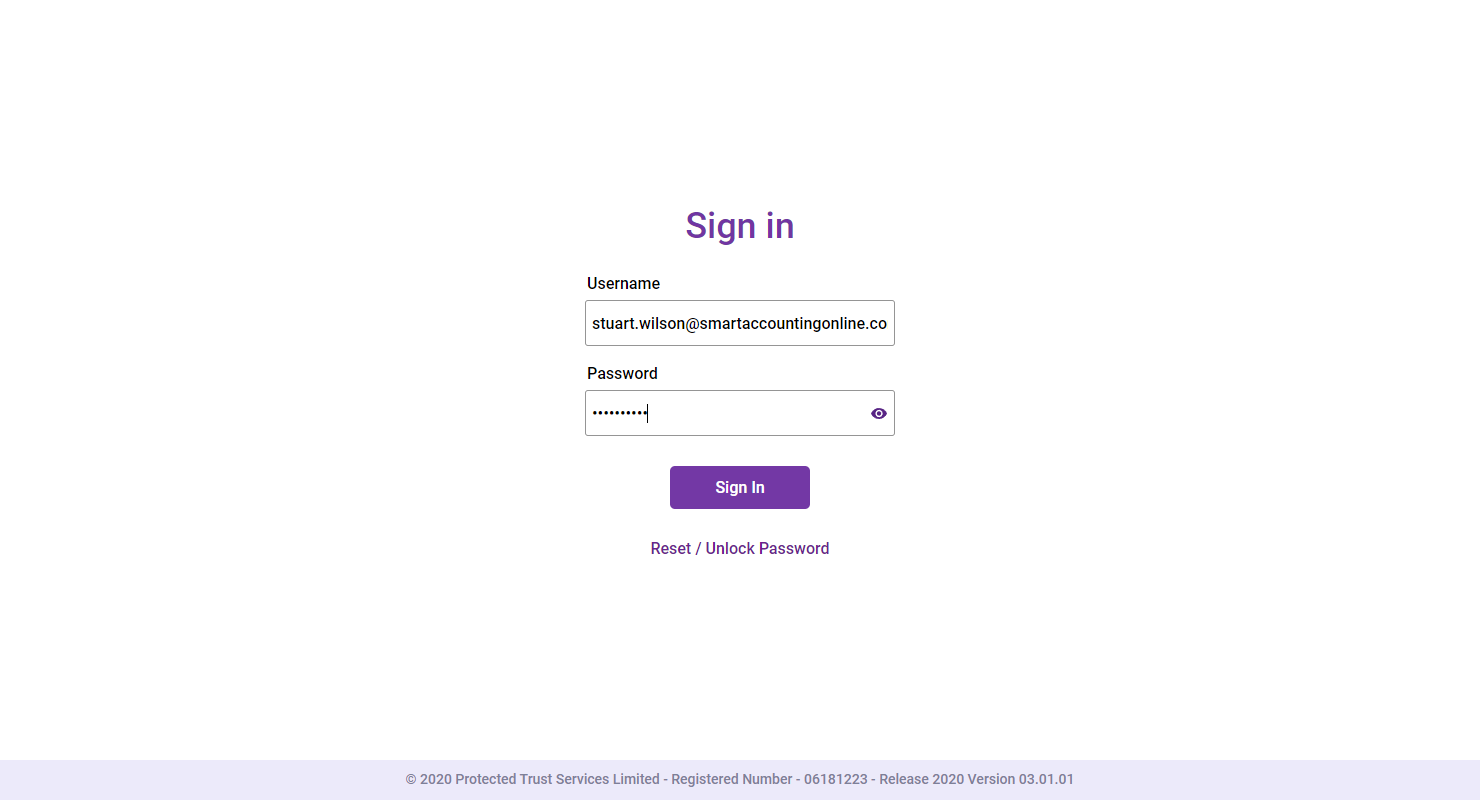 Sign in
Username
stuart.wilson@smartaccountingonline.co
Password
••••••••••
Sign In
Reset / Unlock Password
© 2020 Protected Trust Services Limited - Registered Number - 06181223 - Release 2020 Version 03.01.01